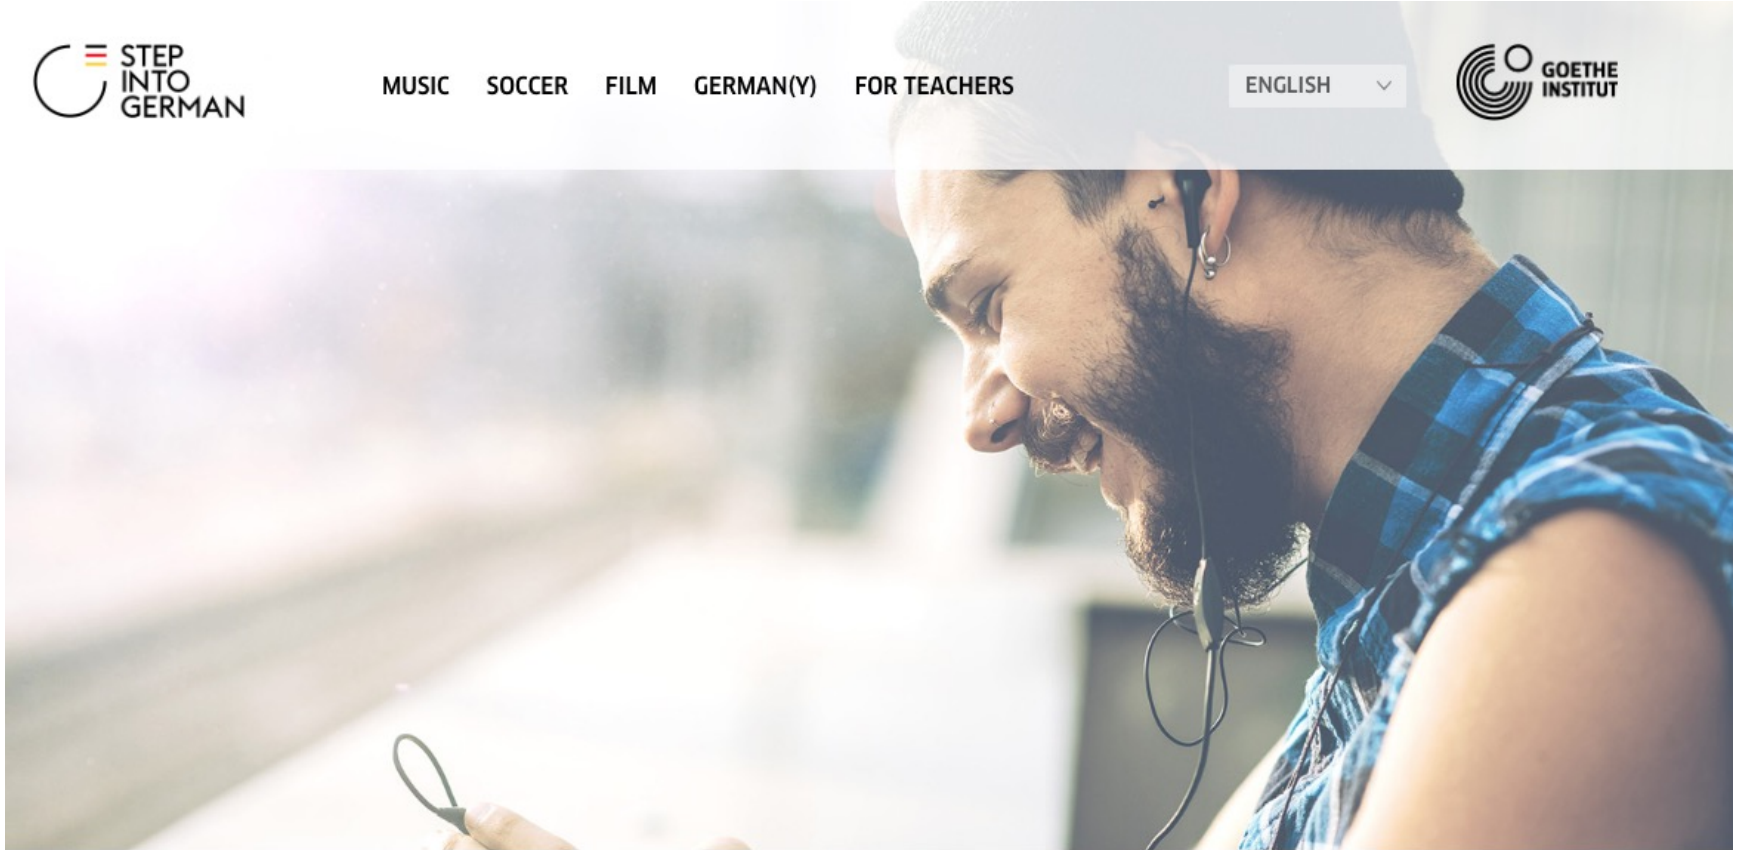 STEP
INTO
GERMAN
MUSIC SOCCER FILM GERMAN(Y) FOR TEACHERS
ENGLISH
GOETHE
INSTITUT